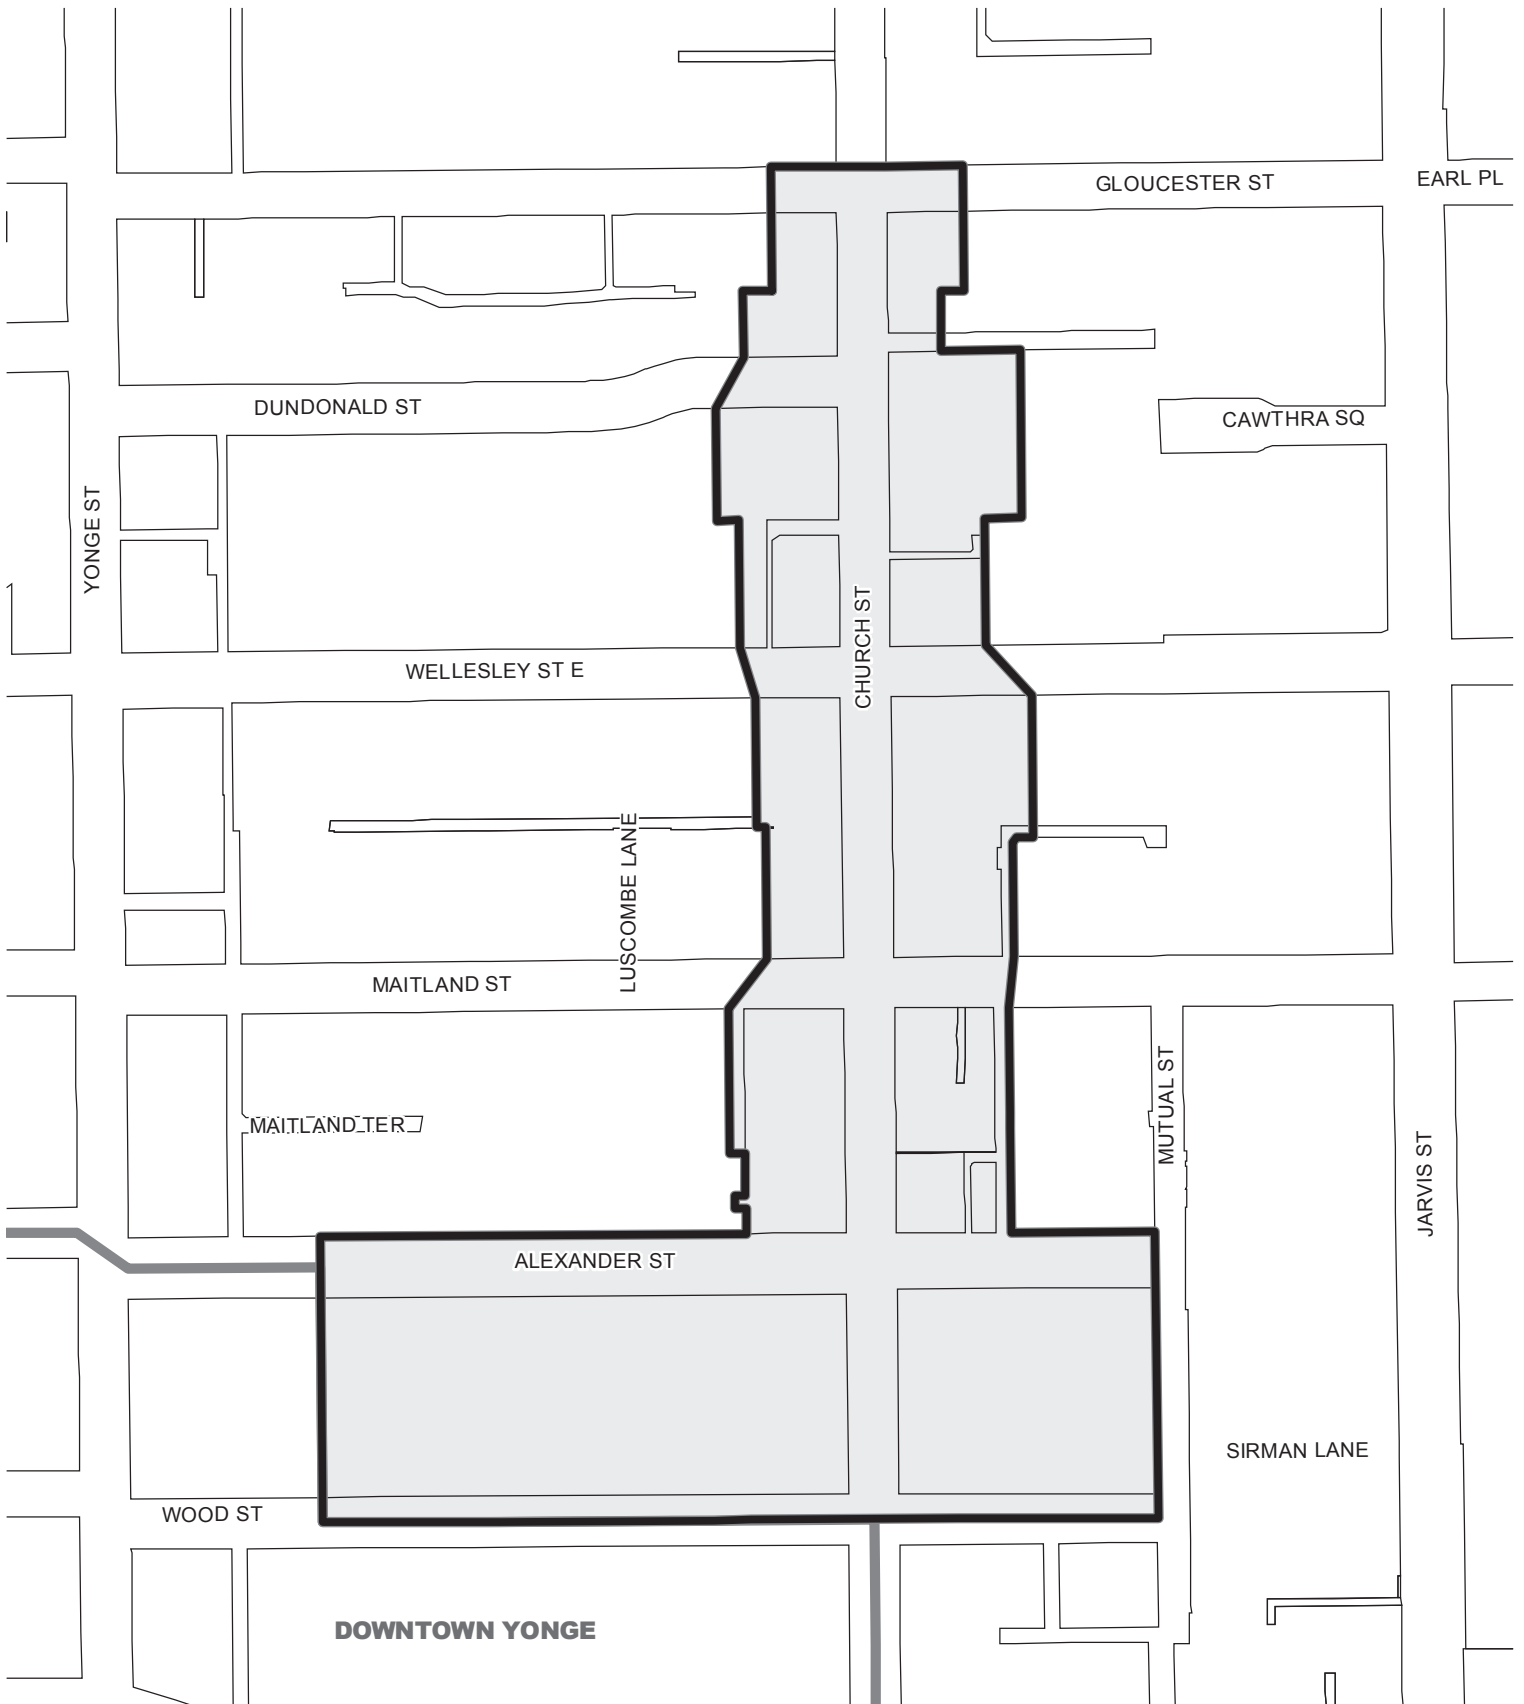 GLOUCESTER ST
EARL PL
DUNDONALD ST
CAWTHRA SQ
YONGE ST
CHURCH ST
WELLESLEY ST E
LUSCOMBE LANE
MAITLAND ST
MUTUAL ST
MAITLAND TER
JARVIS ST
ALEXANDER ST
SIRMAN LANE
WOOD ST
DOWNTOWN YONGE